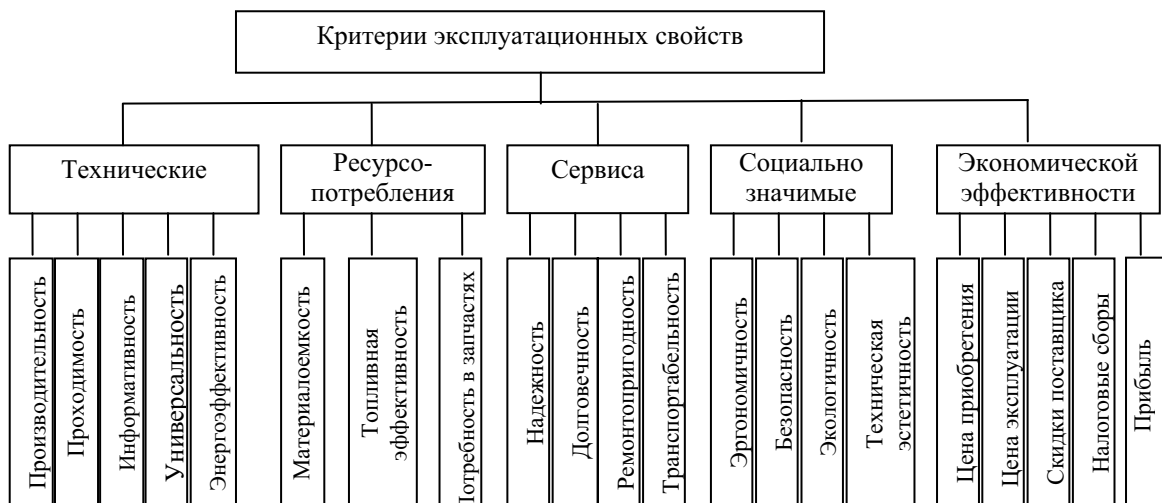 Критерии эксплуатационных свойств
Технические
Ресурсо-
потребления
Сервиса
Социально
значимые
Экономической
эффективности
Производительность
Проходимость
Информативность
Универсальность
Энергоэффективность
Материалоемкость
Топливная
эффективность
Потребность в запчастях
Надежность
Долговечность
Ремонтопригодность
Транспортабельность
Эргономичность
Безопасность
Экологичность
Техническая
эстетичность
Цена приобретения
Цена эксплуатации
Скидки поставщика
Налоговые сборы
Прибыль